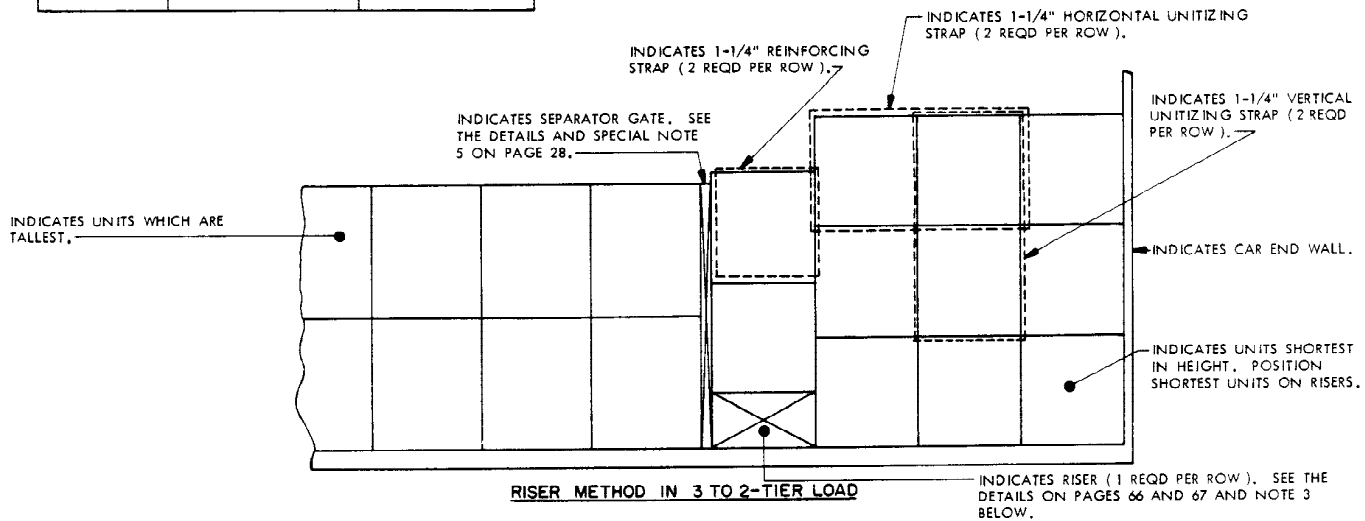 INDICATES 1-1/4" HORIZONTAL UNITIZING
STRAP (2 REQD PER ROW).
INDICATES 1-1/4" REINFORCING
STRAP (2 REQD PER ROW).
INDICATES 1-1/4" VERTICAL
UNITIZING STRAP (2 REQD
PER ROW).
INDICATES SEPARATOR GATE. SEE
THE DETAILS AND SPECIAL NOTE
5 ON PAGE 28.
INDICATES UNITS WHICH ARE
TALLEST.
INDICATES CAR END WALL.
INDICATES UNITS SHORTEST
IN HEIGHT. POSITION
SHORTEST UNITS ON RISERS.
INDICATES RISER (1 REQD PER ROW). SEE THE
DETAILS ON PAGES 66 AND 67 AND NOTE 3
BELOW.
RISER METHOD IN 3 TO 2-TIER LOAD